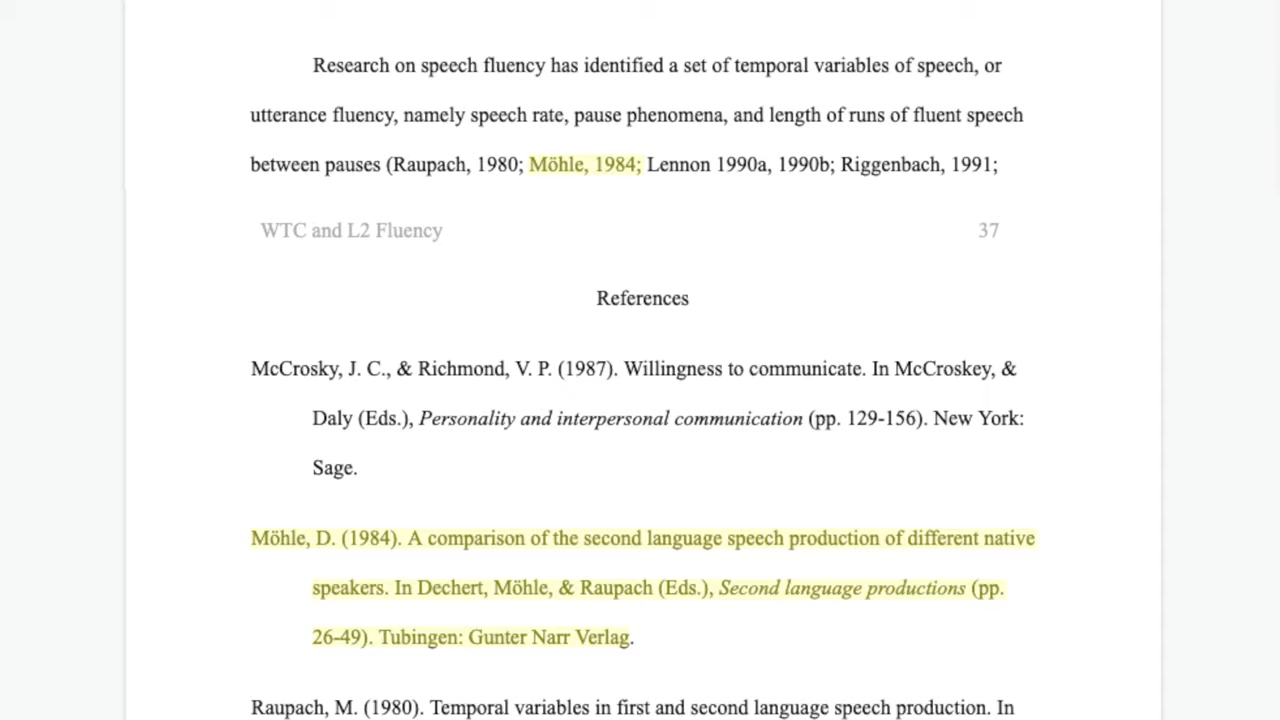 Research on speech fluency has identified a set of temporal variables of speech, or
utterance fluency, namely speech rate, pause phenomena, and length of runs of fluent speech
between pauses (Raupach, 1980; Möhle, 1984; Lennon 1990a, 1990b; Riggenbach, 1991;
WTC and L2 Fluency 37
References
McCrosky, J. C., & Richmond, V. P. (1987). Willingness to communicate. In McCroskey, &
Daly (Eds.), Personality and interpersonal communication (pp. 129-156). New York:
Sage.
Möhle, D. (1984). A comparison of the second language speech production of different native
speakers. In Dechert, Möhle, & Raupach (Eds.), Second language productions (pp.
26-49). Tubingen: Gunter Narr Verlag.
Raupach, M. (1980). Temporal variables in first and second language speech production. In